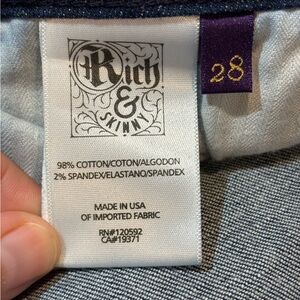 Rich
&
SKINNY
28
98% COTTON/COTON/ALGODON
2% SPANDEX/ELASTANO/SPANDEX
MADE IN USA
OF IMPORTED FABRIC
RN#120592
CA#19371